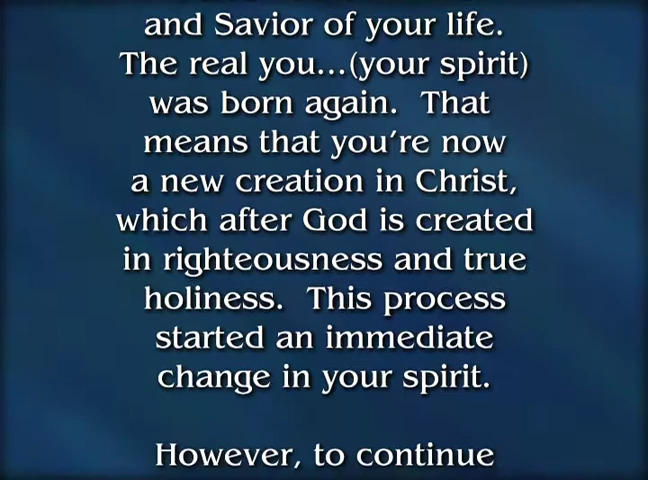 and Savior of your life.
The real you...(your spirit)
was born again.  That
means that you’re now
a new creation in Christ,
which after God is created
in righteousness and true
holiness.  This process
started an immediate
change in your spirit.
However, to continue